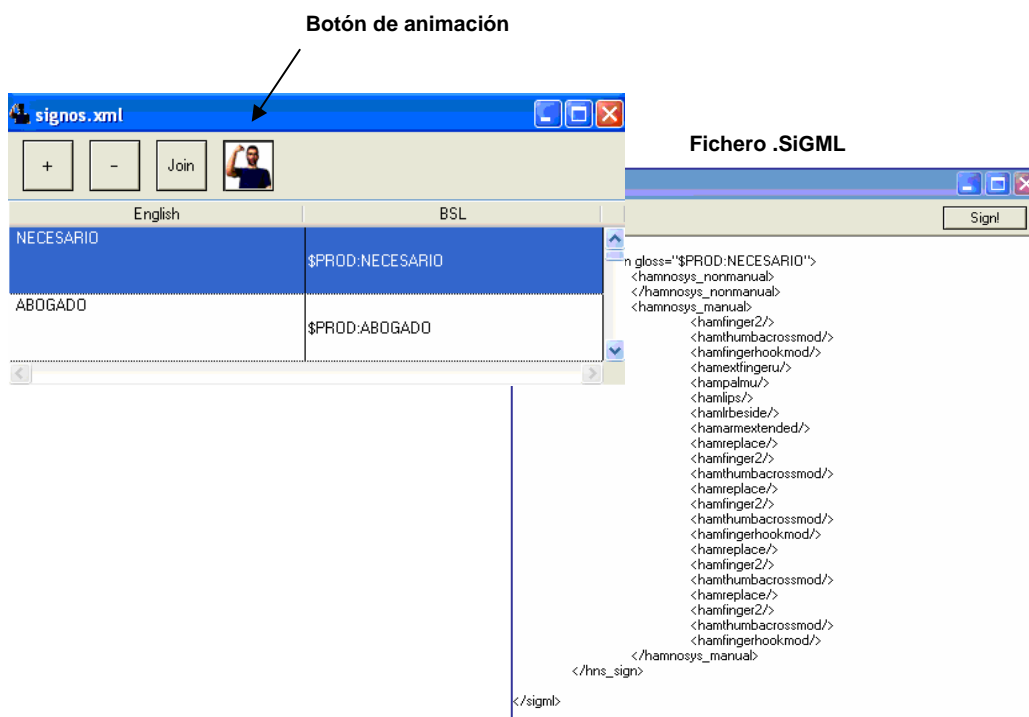 Botón de animación
signos.xml
+ - Join
English BSL
NECESARIO
$PROD:NECESARIO
ABOGADO
$PROD:ABOGADO
Fichero .SiGML
Sign!
n gloss="$PROD:NECESARIO">
<hamnosys_nonmanual>
</hamnosys_nonmanual>
<hamnosys_manual>
<hamfinger2/>
<hamthumbacrossmod/>
<hamfingerhookmod/>
<hamextfingeru/>
<hampalmu/>
<hamlips/>
<hamlrbeside/>
<hamarmextended/>
<hamreplace/>
<hamfinger2/>
<hamthumbacrossmod/>
<hamreplace/>
<hamfinger2/>
<hamthumbacrossmod/>
<hamfingerhookmod/>
<hamreplace/>
<hamfinger2/>
<hamthumbacrossmod/>
<hamreplace/>
<hamfinger2/>
<hamthumbacrossmod/>
<hamfingerhookmod/>
</hamnosys_manual>
</hns_sign>
</sigml>